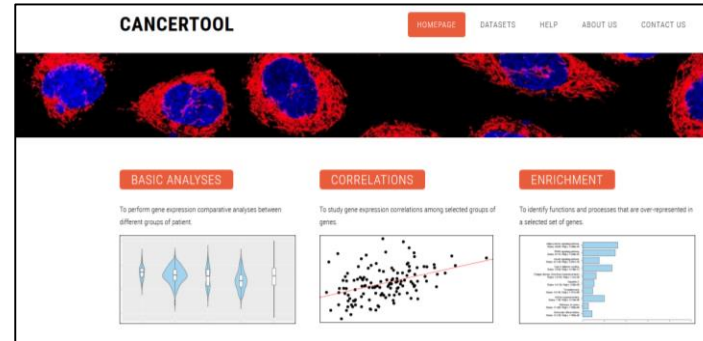 CANCERTOOL
HOMEPAGE DATASETS HELP ABOUT US CONTACT US
BASIC ANALYSES
To perform gene expression comparative analyses between
different groups of patient.
CORRELATIONS
To study gene expression correlations among selected groups of
genes.
ENRICHMENT
To identify functions and processes that are over-represented in
a selected set of genes.